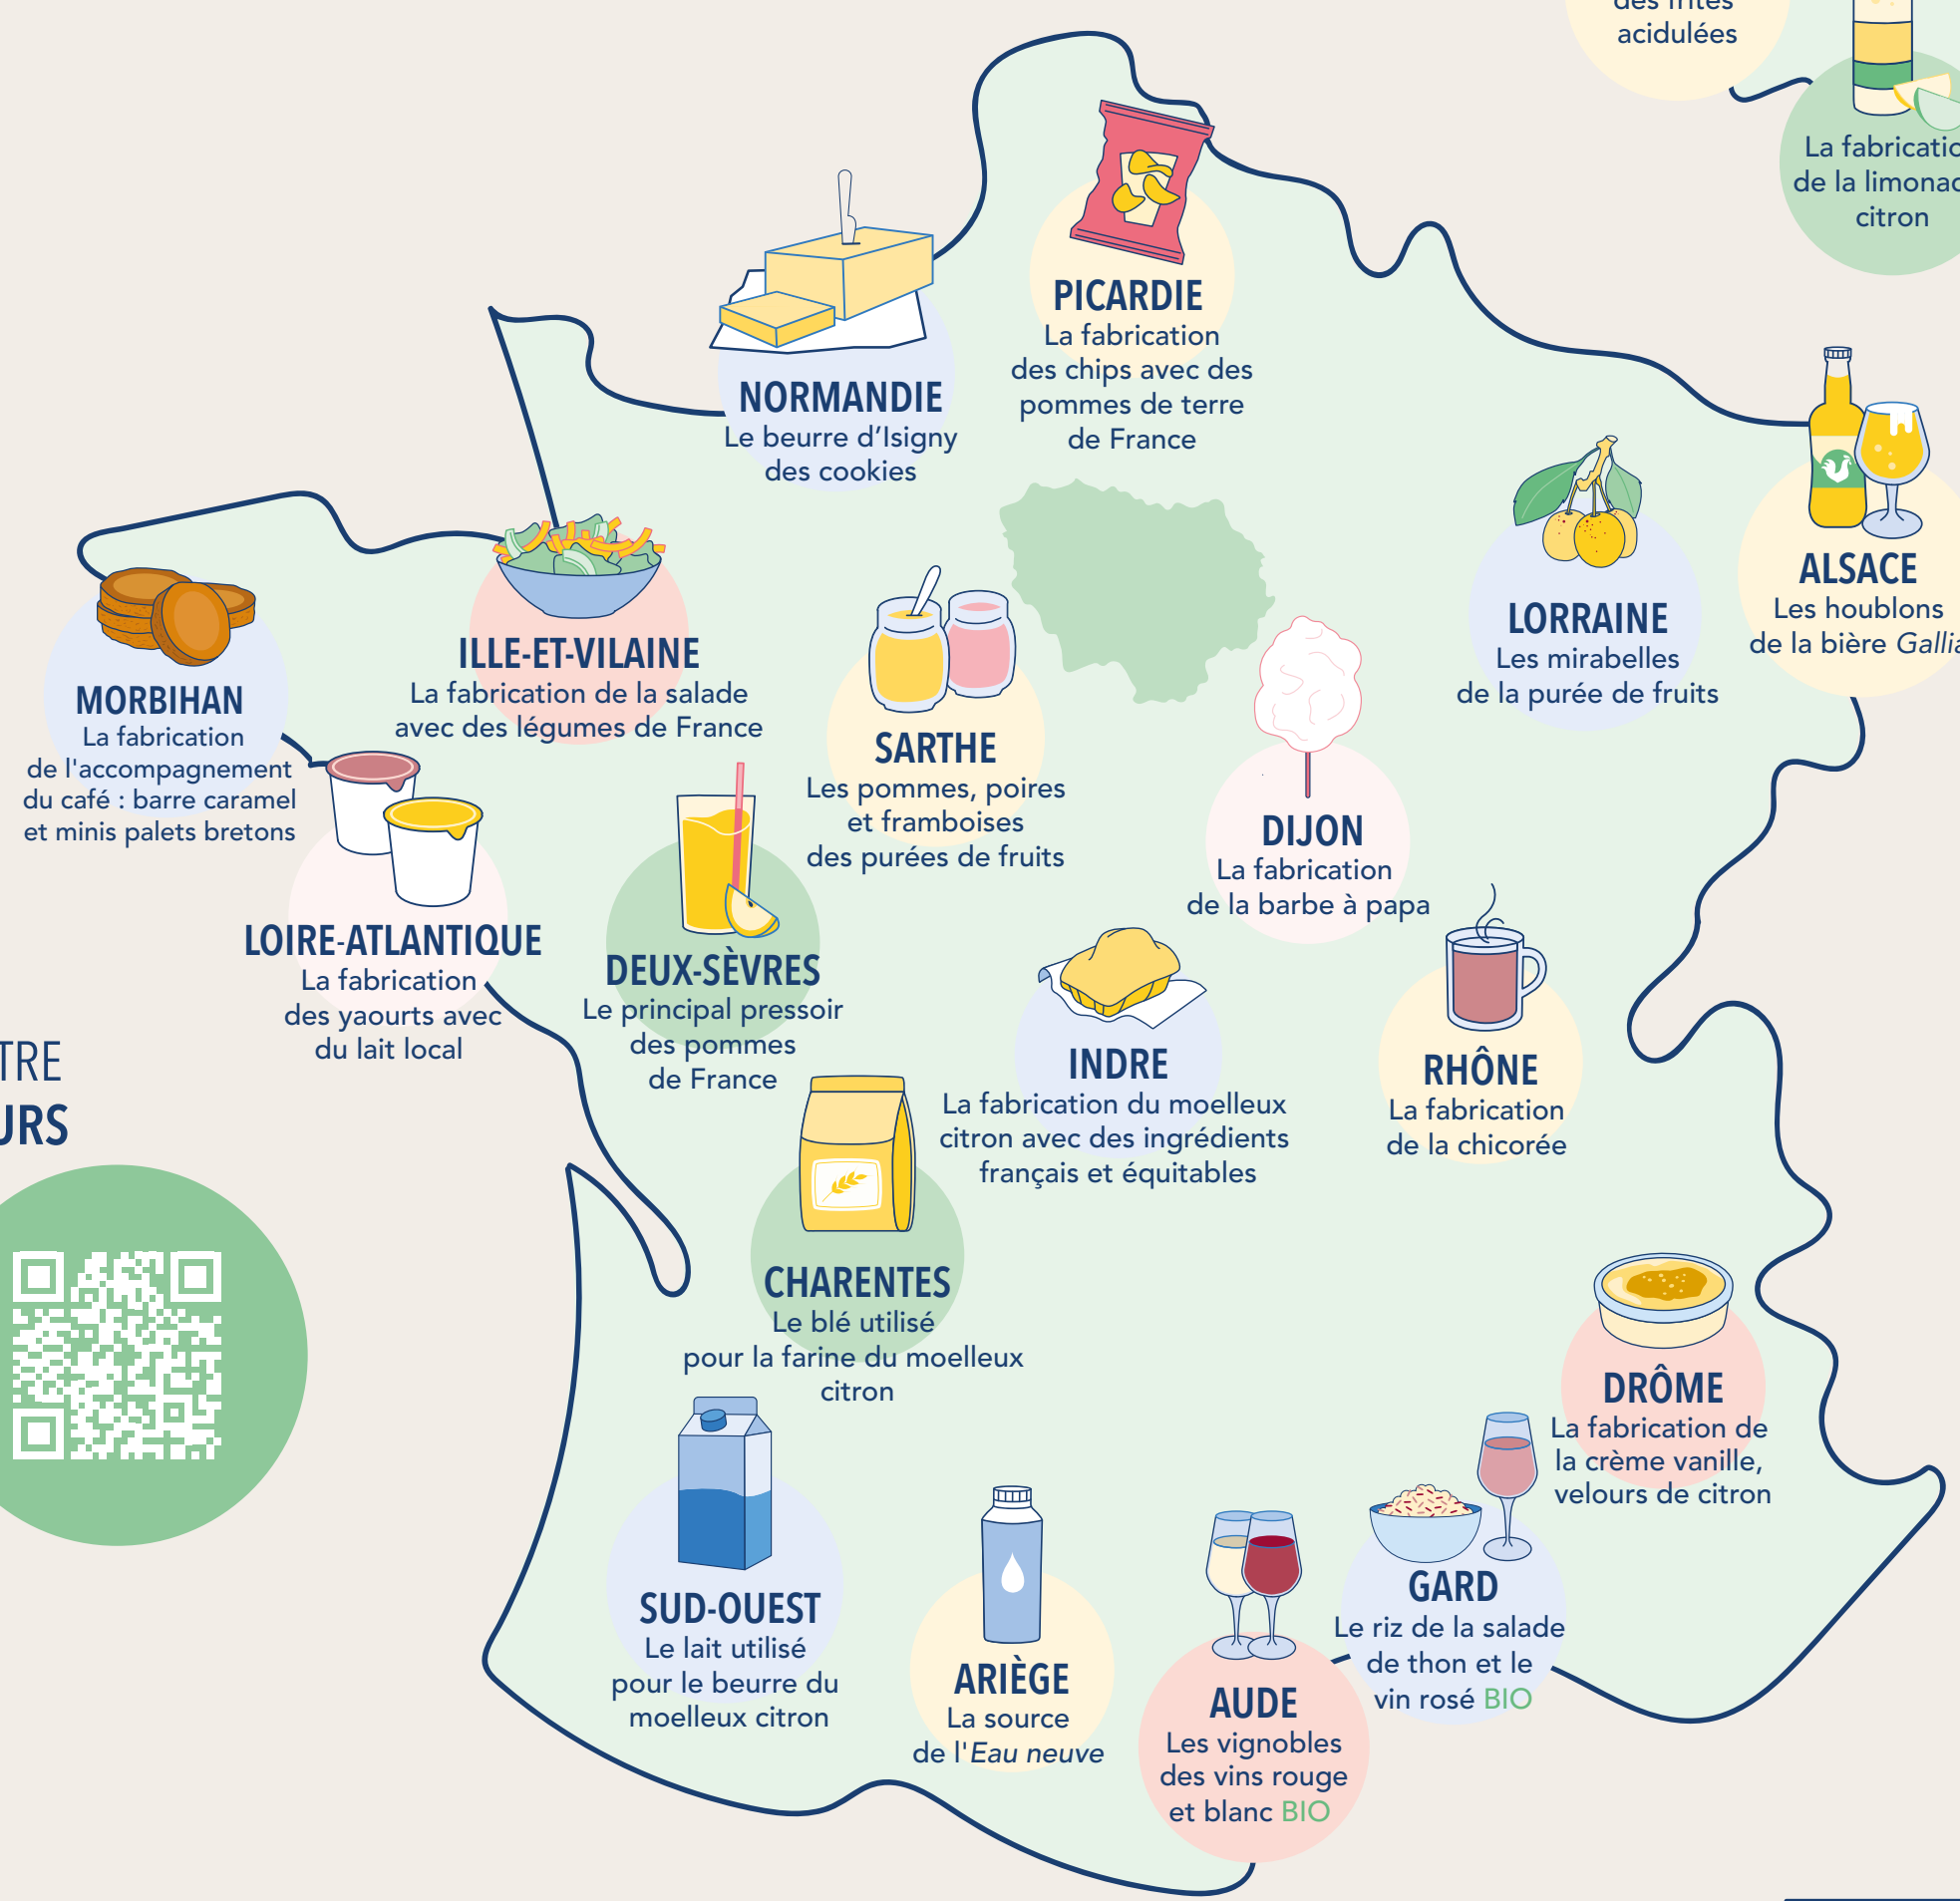 des frites
acidulées
La fabricatio
de la limonad
citron
PICARDIE
La fabrication
des chips avec des
pommes de terre
de France
NORMANDIE
Le beurre d’Isigny
des cookies
ALSACE
Les houblons
de la bière Gallia
LORRAINE
Les mirabelles
de la purée de fruits
ILLE-ET-VILAINE
La fabrication de la salade
avec des légumes de France
MORBIHAN
La fabrication
de l'accompagnement
du café : barre caramel
et minis palets bretons
SARTHE
Les pommes, poires
et framboises
des purées de fruits
DIJON
La fabrication
de la barbe à papa
LOIRE-ATLANTIQUE
La fabrication
des yaourts avec
du lait local
DEUX-SÈVRES
Le principal pressoir
des pommes
de France
INDRE
La fabrication du moelleux
citron avec des ingrédients
français et équitables
RHÔNE
La fabrication
de la chicorée
TRE
URS
CHARENTES
Le blé utilisé
pour la farine du moelleux
citron
DRÔME
La fabrication de
la crème vanille,
velours de citron
SUD-OUEST
Le lait utilisé
pour le beurre du
moelleux citron
ARIÈGE
La source
de l'Eau neuve
AUDE
Les vignobles
des vins rouge
et blanc BIO
GARD
Le riz de la salade
de thon et le
vin rosé BIO